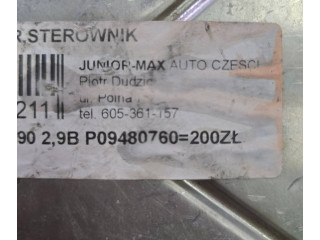 R,STEROWNIK
JUNIOR-MAX AUTO CZESCI
Piotr Dudzic
ul. Polna
211
tel. 605-361-157
90 2,9B P09480760=200ZŁ